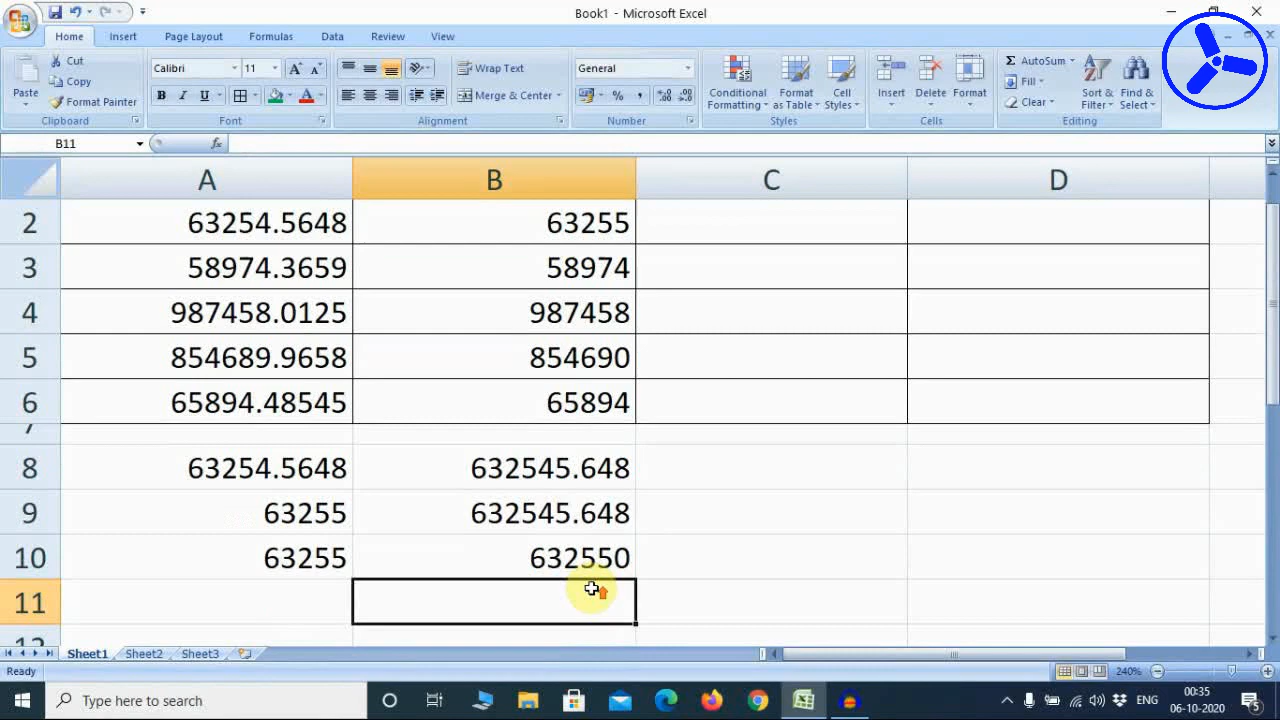 Book1 - Microsoft Excel
Home Insert Page Layout Formulas Data Review View
Paste
Cut
Copy
Format Painter
Clipboard
Calibri 11
B I U
Font
Wrap Text
Merge & Center
Alignment
General
%
Number
Conditional Formatting
Format as Table
Cell Styles
Styles
Insert Delete Format
Cells
Σ AutoSum
Fill
Clear
Sort & Filter
Find & Select
Editing
B11 fx
A B C D
2 63254.5648 63255
3 58974.3659 58974
4 987458.0125 987458
5 854689.9658 854690
6 65894.48545 65894
7
8 63254.5648 632545.648
9 63255 632545.648
10 63255 632550
11
12
Sheet1 Sheet2 Sheet3
Ready 240%
Type here to search
ENG
00:35
06-10-2020
5